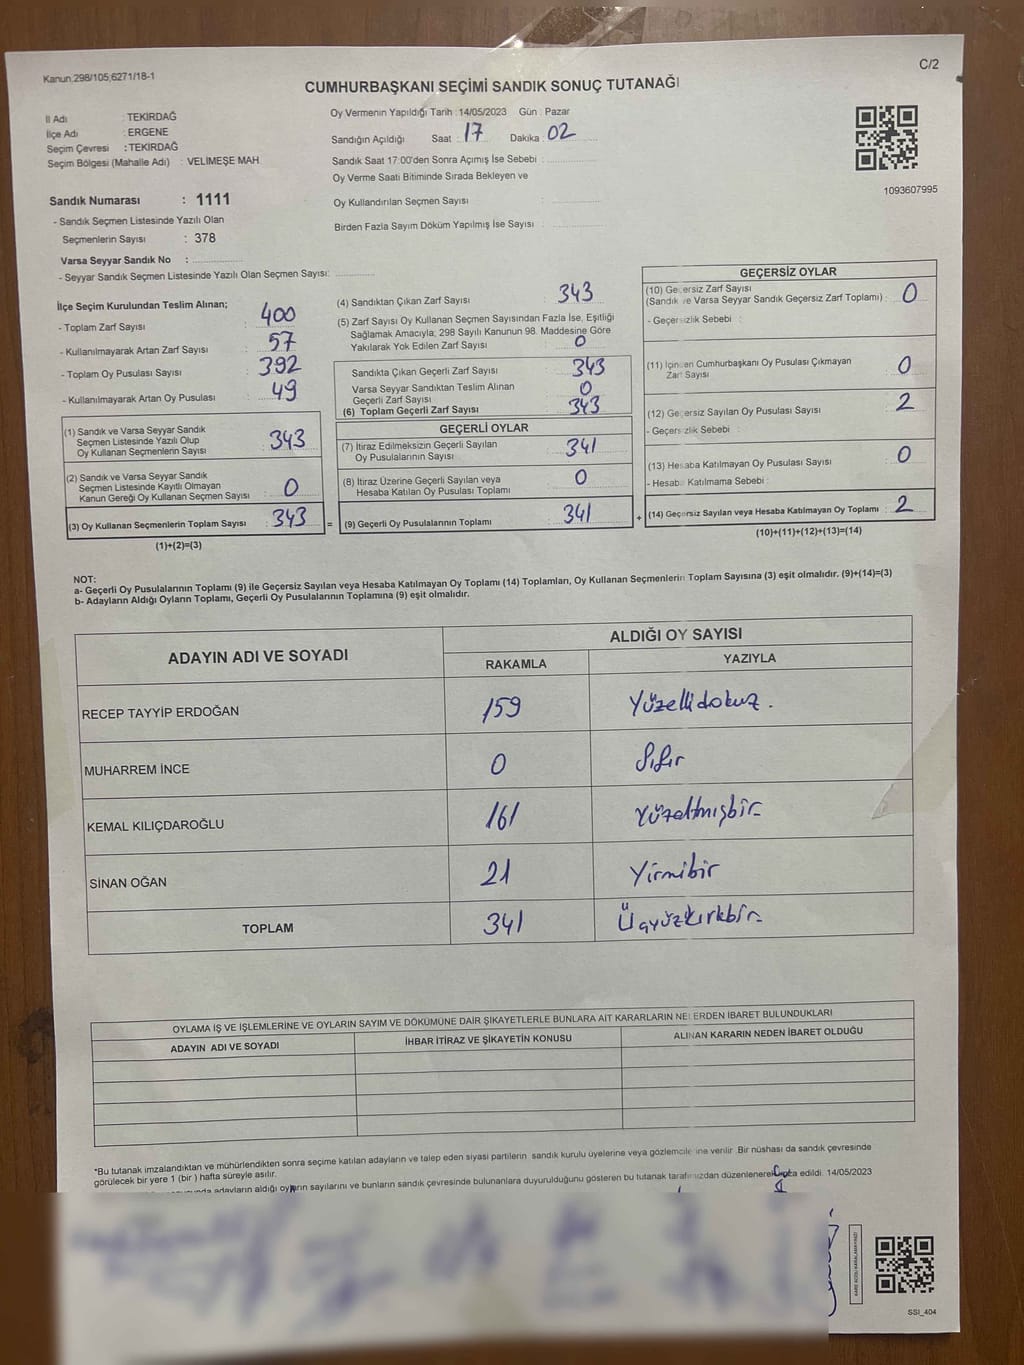 Kanun;298/105;6271/18-1
C/2
CUMHURBAŞKANI SEÇİMİ SANDIK SONUÇ TUTANAĞI
İl Adı : TEKİRDAĞ
İlçe Adı : ERGENE
Seçim Çevresi : TEKİRDAĞ
Seçim Bölgesi (Mahalle Adı) : VELİMEŞE MAH
Oy Vermenin Yapıldığı Tarih : 14/05/2023 Gün : Pazar
Sandığın Açıldığı Saat : 17 Dakika : 02
Sandık Saat 17:00'den Sonra Açımış İse Sebebi :
Oy Verme Saati Bitiminde Sırada Bekleyen ve
Oy Kullandırılan Seçmen Sayısı :
Birden Fazla Sayım Döküm Yapılmış İse Sayısı :
1093607995
Sandık Numarası : 1111
- Sandık Seçmen Listesinde Yazılı Olan
Seçmenlerin Sayısı : 378
Varsa Seyyar Sandık No :
- Seyyar Sandık Seçmen Listesinde Yazılı Olan Seçmen Sayısı:
İlçe Seçim Kurulundan Teslim Alınan;
- Toplam Zarf Sayısı : 400
- Kullanılmayarak Artan Zarf Sayısı : 57
- Toplam Oy Pusulası Sayısı : 392
- Kullanılmayarak Artan Oy Pusulası : 49
(1) Sandık ve Varsa Seyyar Sandık
Seçmen Listesinde Yazılı Olup
Oy Kullanan Seçmenlerin Sayısı : 343
(2) Sandık ve Varsa Seyyar Sandık
Seçmen Listesinde Kayıtlı Olmayan
Kanun Gereği Oy Kullanan Seçmen Sayısı : 0
(3) Oy Kullanan Seçmenlerin Toplam Sayısı : 343
(1)+(2)=(3)
=
(4) Sandıktan Çıkan Zarf Sayısı : 343
(5) Zarf Sayısı Oy Kullanan Seçmen Sayısından Fazla İse, Eşitliği
Sağlamak Amacıyla; 298 Sayılı Kanunun 98. Maddesine Göre
Yakılarak Yok Edilen Zarf Sayısı : 0
Sandıkta Çıkan Geçerli Zarf Sayısı : 343
Varsa Seyyar Sandıktan Teslim Alınan
Geçerli Zarf Sayısı : 0
(6) Toplam Geçerli Zarf Sayısı : 343
GEÇERLİ OYLAR
(7) İtiraz Edilmeksizin Geçerli Sayılan
Oy Pusulalarının Sayısı : 341
(8) İtiraz Üzerine Geçerli Sayılan veya
Hesaba Katılan Oy Pusulası Toplamı : 0
(9) Geçerli Oy Pusulalarının Toplamı : 341
+
GEÇERSİZ OYLAR
(10) Geçersiz Zarf Sayısı
(Sandık ve Varsa Seyyar Sandık Geçersiz Zarf Toplamı) : 0
- Geçersizlik Sebebi :
(11) İçinden Cumhurbaşkanı Oy Pusulası Çıkmayan
Zarf Sayısı : 0
(12) Geçersiz Sayılan Oy Pusulası Sayısı : 2
- Geçersizlik Sebebi :
(13) Hesaba Katılmayan Oy Pusulası Sayısı : 0
- Hesaba Katılmama Sebebi :
(14) Geçersiz Sayılan veya Hesaba Katılmayan Oy Toplamı : 2
(10)+(11)+(12)+(13)=(14)
NOT:
a- Geçerli Oy Pusulalarının Toplamı (9) ile Geçersiz Sayılan veya Hesaba Katılmayan Oy Toplamı (14) Toplamları, Oy Kullanan Seçmenlerin Toplam Sayısına (3) eşit olmalıdır. (9)+(14)=(3)
b- Adayların Aldığı Oyların Toplamı, Geçerli Oy Pusulalarının Toplamına (9) eşit olmalıdır.
ADAYIN ADI VE SOYADI
ALDIĞI OY SAYISI
RAKAMLA YAZIYLA
RECEP TAYYİP ERDOĞAN 159 Yüzellidokuz.
MUHARREM İNCE 0 Sıfır
KEMAL KILIÇDAROĞLU 161 Yüzaltmışbir
SİNAN OĞAN 21 Yirmibir
TOPLAM 341 Üçyüzkırkbir
OYLAMA İŞ VE İŞLEMLERİNE VE OYLARIN SAYIM VE DÖKÜMÜNE DAİR ŞİKAYETLERLE BUNLARA AİT KARARLARIN NELERDEN İBARET BULUNDUKLARI
ADAYIN ADI VE SOYADI İHBAR İTİRAZ VE ŞİKAYETİN KONUSU ALINAN KARARIN NEDEN İBARET OLDUĞU
*Bu tutanak imzalandıktan ve mühürlendikten sonra seçime katılan adayların ve talep eden siyasi partilerin sandık kurulu üyelerine veya gözlemcilerine verilir. Bir nüshası da sandık çevresinde
görülecek bir yere 1 (bir ) hafta süreyle asılır.
adayların aldığı oyların sayılarını ve bunların sandık çevresinde bulunanlara duyurulduğunu gösteren bu tutanak tarafımızdan düzenlenerek imza edildi. 14/05/2023
SSI_404